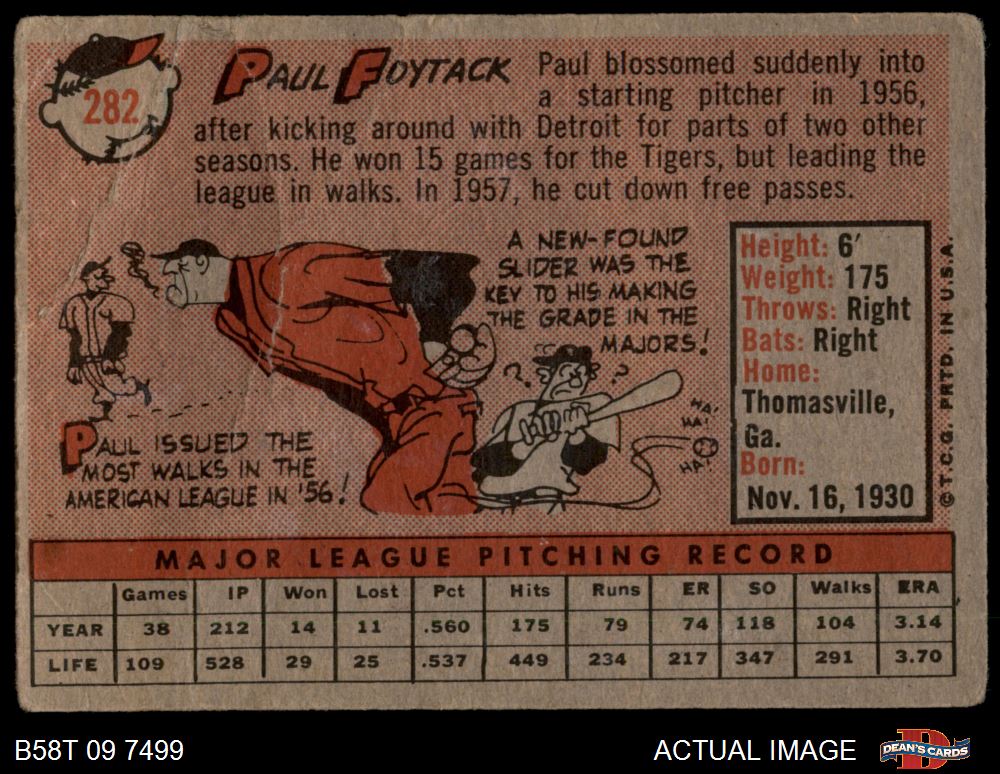 282
PAUL FOYTACK
Paul blossomed suddenly into
a starting pitcher in 1956,
after kicking around with Detroit for parts of two other
seasons. He won 15 games for the Tigers, but leading the
league in walks. In 1957, he cut down free passes.
A NEW-FOUND
SLIDER WAS THE
KEY TO HIS MAKING
THE GRADE IN THE
MAJORS!
? ?
HA!
HA!
HA!
PAUL ISSUED THE
MOST WALKS IN THE
AMERICAN LEAGUE IN '56!
Height: 6'
Weight: 175
Throws: Right
Bats: Right
Home:
Thomasville,
Ga.
Born:
Nov. 16, 1930
© T.C.G. PRTD. IN U.S.A.
MAJOR LEAGUE PITCHING RECORD
Games IP Won Lost Pct Hits Runs ER SO Walks ERA
YEAR 38 212 14 11 .560 175 79 74 118 104 3.14
LIFE 109 528 29 25 .537 449 234 217 347 291 3.70
B58T 09 7499
ACTUAL IMAGE
DEAN'S CARDS